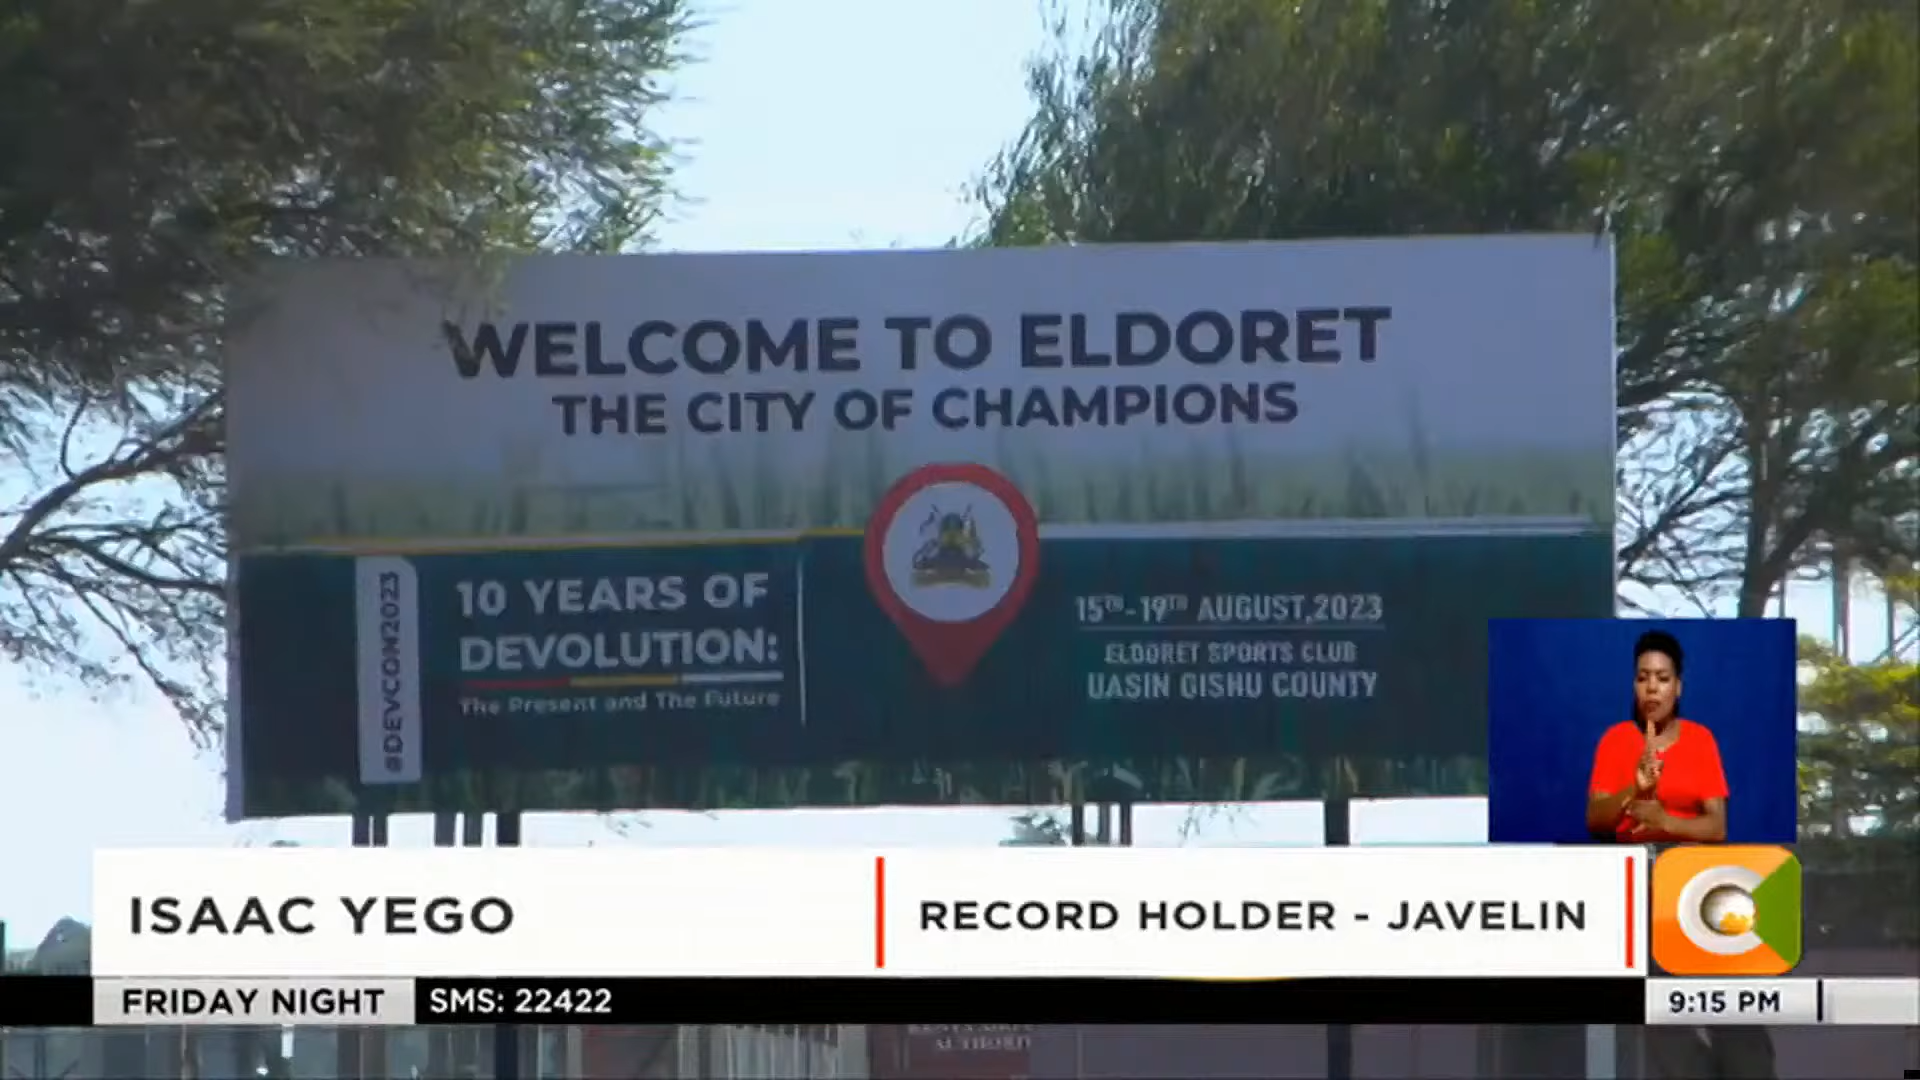 WELCOME TO ELDORET
THE CITY OF CHAMPIONS
@DEVCON2023
10 YEARS OF
DEVOLUTION:
The Present and The Future
15TH-19TH AUGUST,2023
ELDORET SPORTS CLUB
UASIN GISHU COUNTY
ISAAC YEGO
RECORD HOLDER - JAVELIN
FRIDAY NIGHT
SMS: 22422
9:15 PM